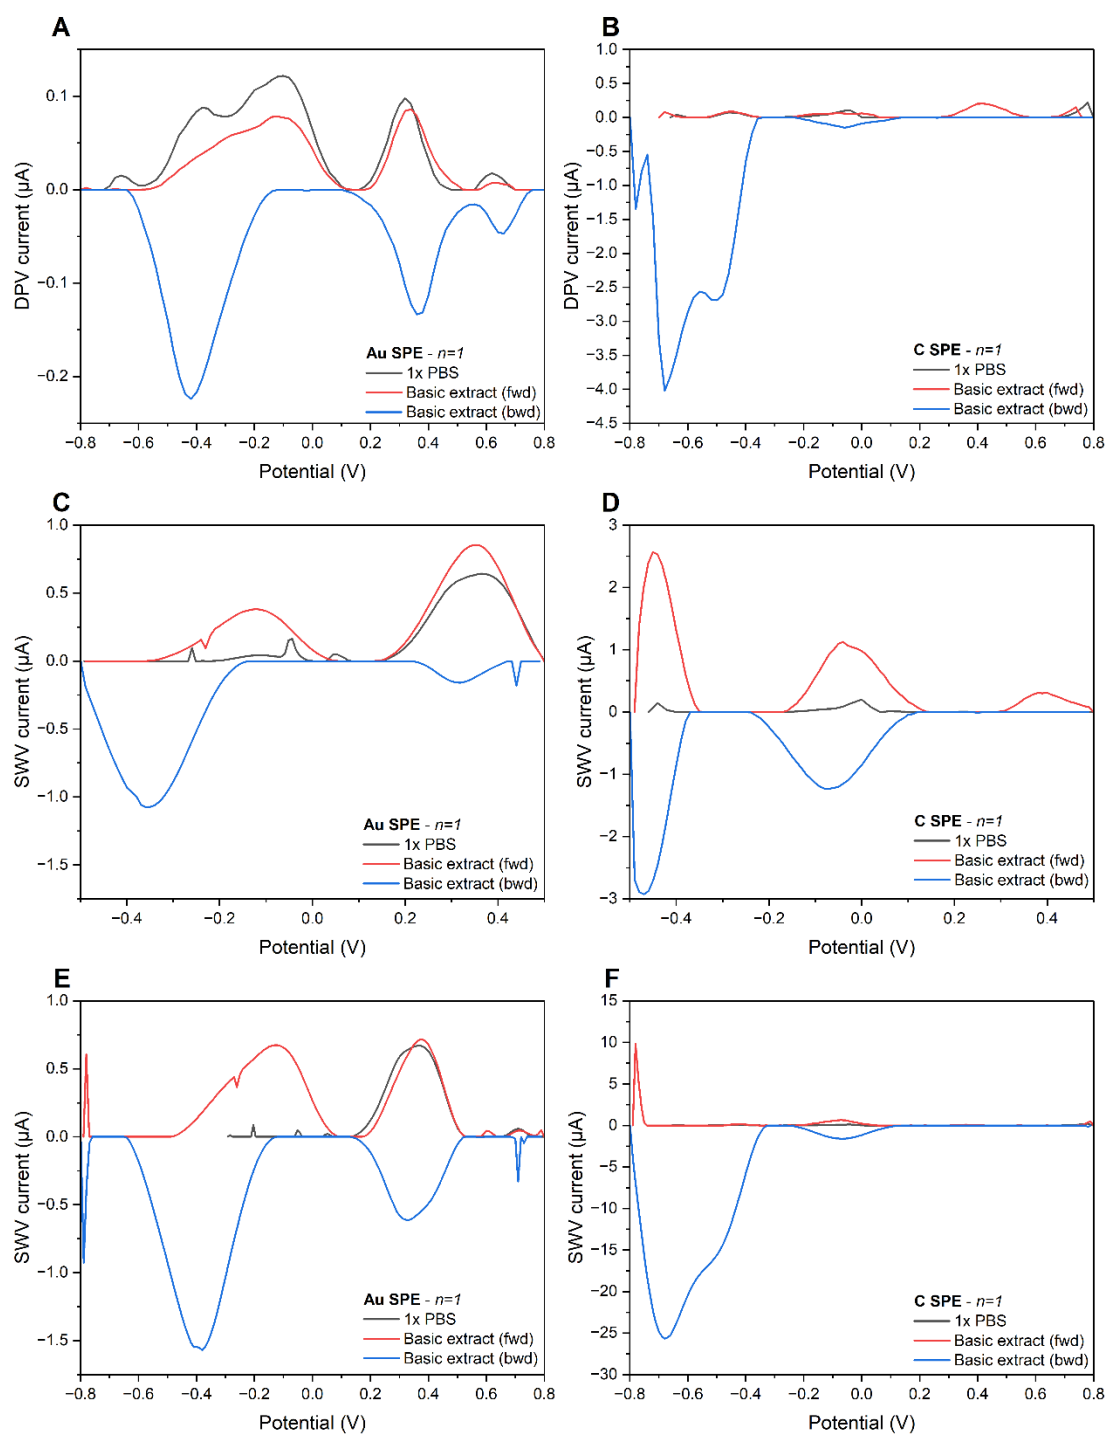 A
DPV current (µA)
0.1
0.0
−0.1
−0.2
Au SPE - n=1
1x PBS
Basic extract (fwd)
Basic extract (bwd)
−0.8 −0.6 −0.4 −0.2 0.0 0.2 0.4 0.6 0.8
Potential (V)
B
DPV current (µA)
1.0
0.5
0.0
−0.5
−1.0
−1.5
−2.0
−2.5
−3.0
−3.5
−4.0
−4.5
C SPE - n=1
1x PBS
Basic extract (fwd)
Basic extract (bwd)
−0.8 −0.6 −0.4 −0.2 0.0 0.2 0.4 0.6 0.8
Potential (V)
C
SWV current (µA)
1.0
0.5
0.0
−0.5
−1.0
−1.5
Au SPE - n=1
1x PBS
Basic extract (fwd)
Basic extract (bwd)
−0.4 −0.2 0.0 0.2 0.4
Potential (V)
D
SWV current (µA)
3
2
1
0
−1
−2
−3
C SPE - n=1
1x PBS
Basic extract (fwd)
Basic extract (bwd)
−0.4 −0.2 0.0 0.2 0.4
Potential (V)
E
SWV current (µA)
1.0
0.5
0.0
−0.5
−1.0
−1.5
Au SPE - n=1
1x PBS
Basic extract (fwd)
Basic extract (bwd)
−0.8 −0.6 −0.4 −0.2 0.0 0.2 0.4 0.6 0.8
Potential (V)
F
SWV current (µA)
15
10
5
0
−5
−10
−15
−20
−25
−30
C SPE - n=1
1x PBS
Basic extract (fwd)
Basic extract (bwd)
−0.8 −0.6 −0.4 −0.2 0.0 0.2 0.4 0.6 0.8
Potential (V)